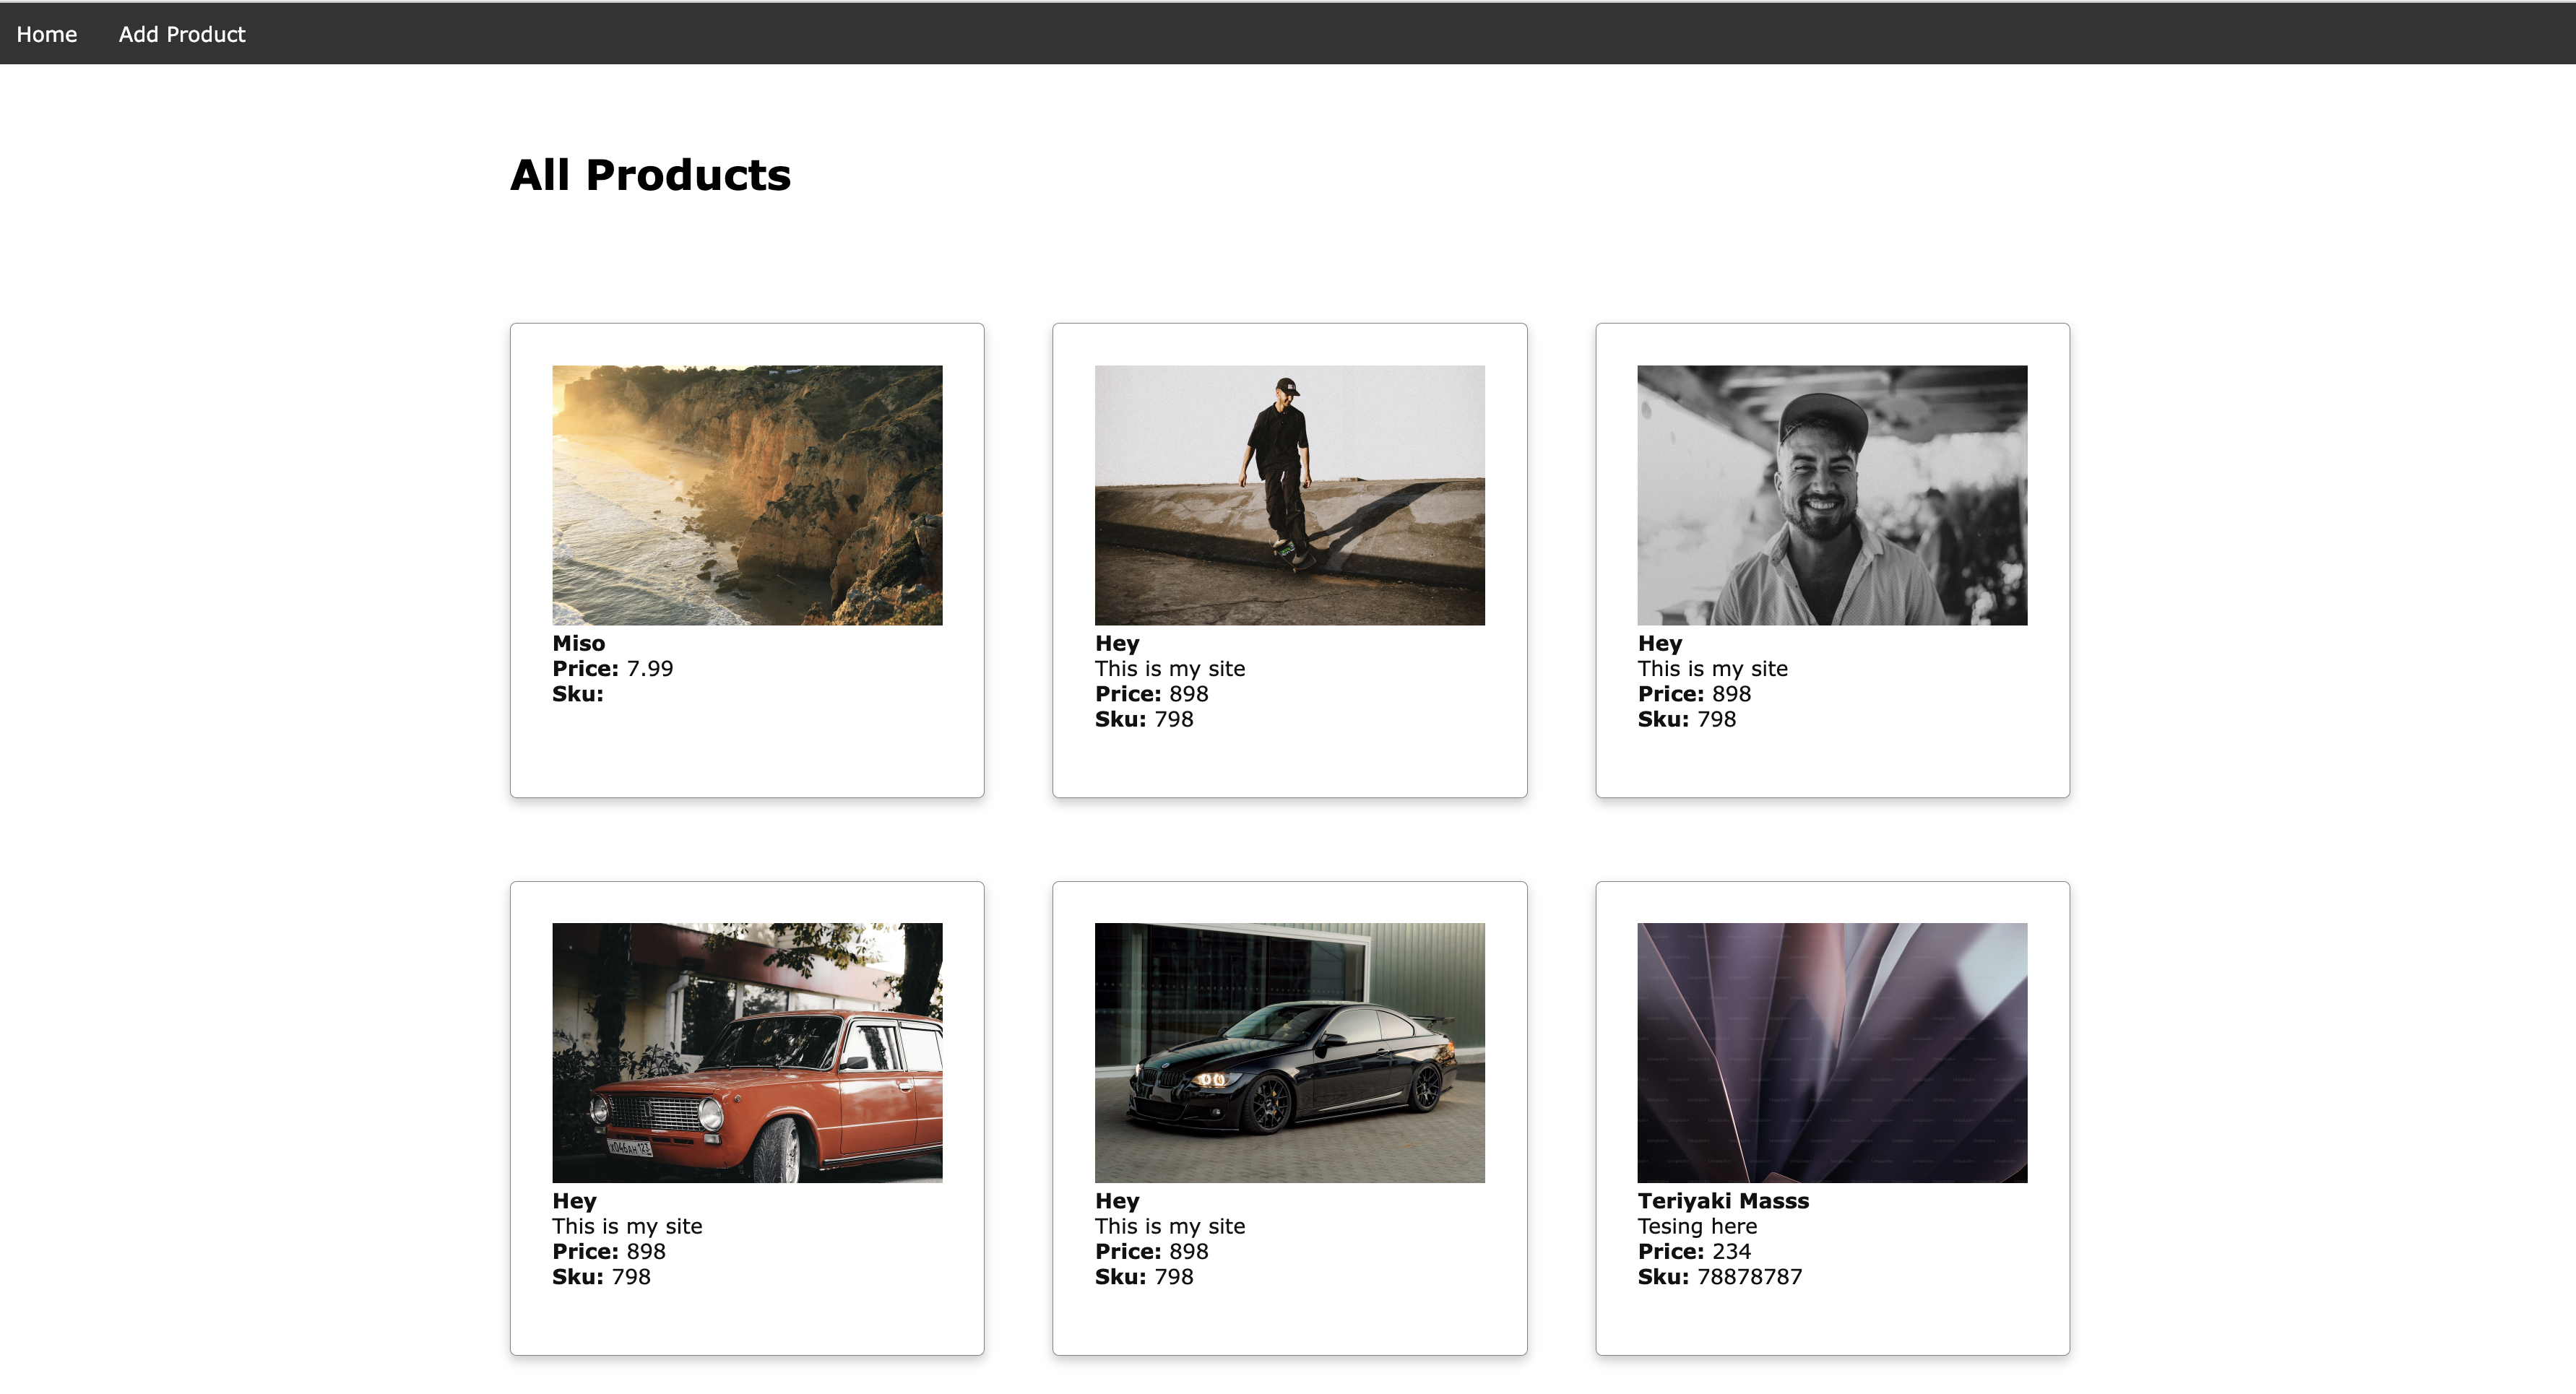 Home Add Product
All Products
Miso
Price: 7.99
Sku:
Hey
This is my site
Price: 898
Sku: 798
Hey
This is my site
Price: 898
Sku: 798
Hey
This is my site
Price: 898
Sku: 798
Hey
This is my site
Price: 898
Sku: 798
Teriyaki Masss
Tesing here
Price: 234
Sku: 78878787